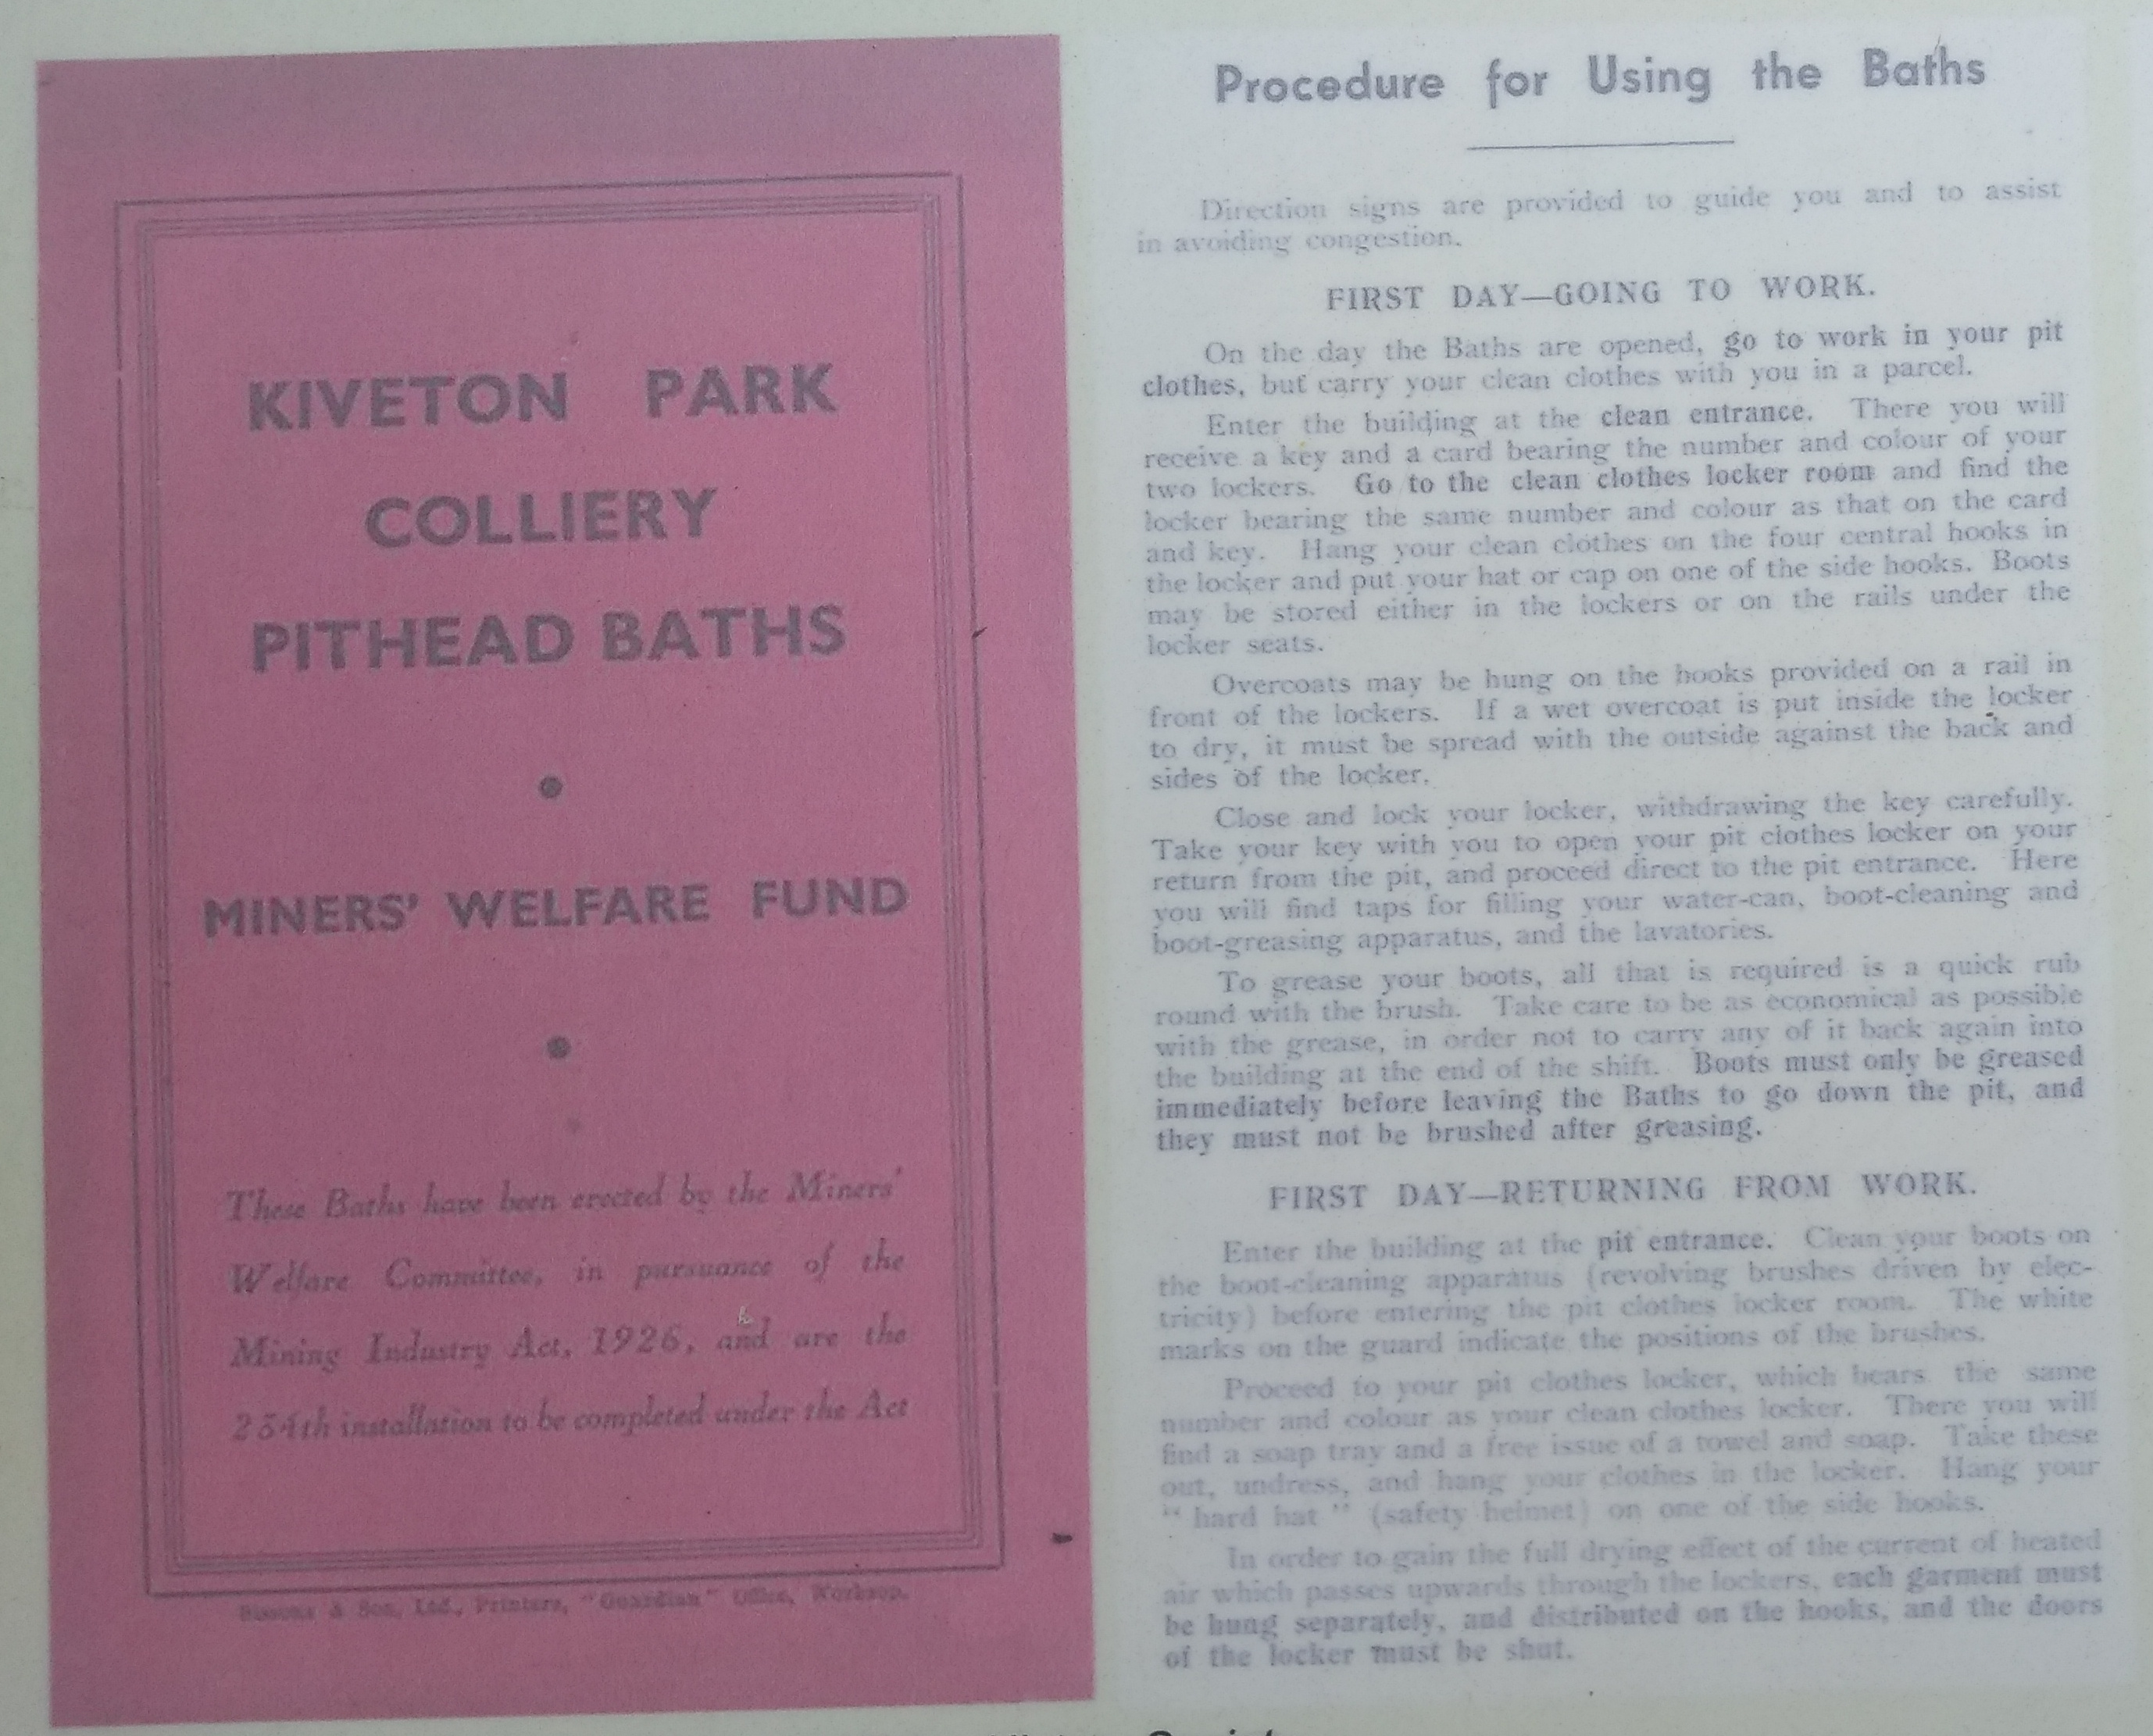 KIVETON PARK
COLLIERY
PITHEAD BATHS
MINERS' WELFARE FUND
These Baths have been erected by the Miners'
Welfare Committee, in pursuance of the
Mining Industry Act, 1926, and are the
installation to be completed under the Act
& Son, Ltd., Printers, "Guardian" Office, Worksop.
Procedure for Using the Baths
Direction signs are provided to guide you and to assist
in avoiding congestion.
FIRST DAY—GOING TO WORK.
On the day the Baths are opened, go to work in your pit
clothes, but carry your clean clothes with you in a parcel.
Enter the building at the clean entrance. There you will
receive a key and a card bearing the number and colour of your
two lockers. Go to the clean clothes locker room and find the
locker bearing the same number and colour as that on the card
and key. Hang your clean clothes on the four central hooks in
the locker and put your hat or cap on one of the side hooks. Boots
may be stored either in the lockers or on the rails under the
locker seats.
Overcoats may be hung on the hooks provided on a rail in
front of the lockers. If a wet overcoat is put inside the locker
to dry, it must be spread with the outside against the back and
sides of the locker.
Close and lock your locker, withdrawing the key carefully.
Take your key with you to open your pit clothes locker on your
return from the pit, and proceed direct to the pit entrance. Here
you will find taps for filling your water-can, boot-cleaning and
boot-greasing apparatus, and the lavatories.
To grease your boots, all that is required is a quick rub
round with the brush. Take care to be as economical as possible
with the grease, in order not to carry any of it back again into
the building at the end of the shift. Boots must only be greased
immediately before leaving the Baths to go down the pit, and
they must not be brushed after greasing.
FIRST DAY—RETURNING FROM WORK.
Enter the building at the pit entrance. Clean your boots on
the boot-cleaning apparatus (revolving brushes driven by elec-
tricity) before entering the pit clothes locker room. The white
marks on the guard indicate the positions of the brushes.
Proceed to your pit clothes locker, which bears the same
number and colour as your clean clothes locker. There you will
find a soap tray and a free issue of a towel and soap. Take these
out, undress, and hang your clothes in the locker. Hang your
" hard hat " (safety helmet) on one of the side hooks.
In order to gain the full drying effect of the current of heated
air which passes upwards through the lockers, each garment must
be hung separately, and distributed on the hooks, and the doors
of the locker must be shut.